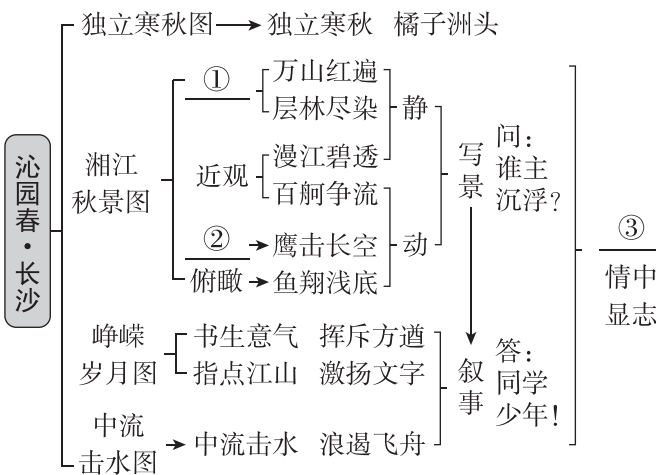 沁园春·长沙
独立寒秋图
独立寒秋 橘子洲头
湘江
秋景图
①
万山红遍
层林尽染
静
近观
漫江碧透
百舸争流
②
鹰击长空
动
俯瞰
鱼翔浅底
写景
问：
谁主
沉浮？
峥嵘
岁月图
书生意气 挥斥方遒
指点江山 激扬文字
中流
击水图
中流击水 浪遏飞舟
叙事
答：
同学
少年！
③
情中
显志